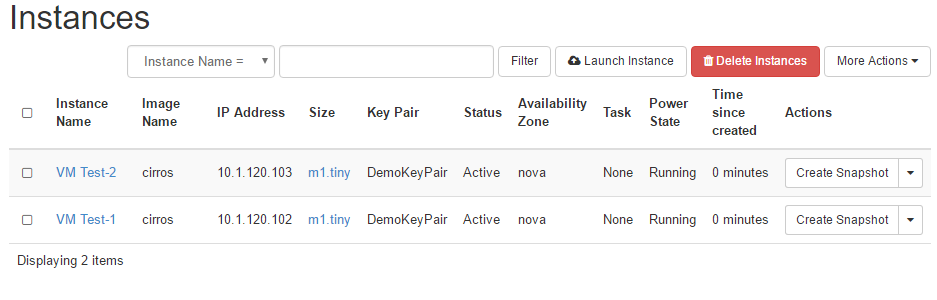 Instances
Instance Name = Filter Launch Instance Delete Instances More Actions
Instance Name Image Name IP Address Size Key Pair Status Availability Zone Task Power State Time since created Actions
VM Test-2 cirros 10.1.120.103 m1.tiny DemoKeyPair Active nova None Running 0 minutes Create Snapshot
VM Test-1 cirros 10.1.120.102 m1.tiny DemoKeyPair Active nova None Running 0 minutes Create Snapshot
Displaying 2 items